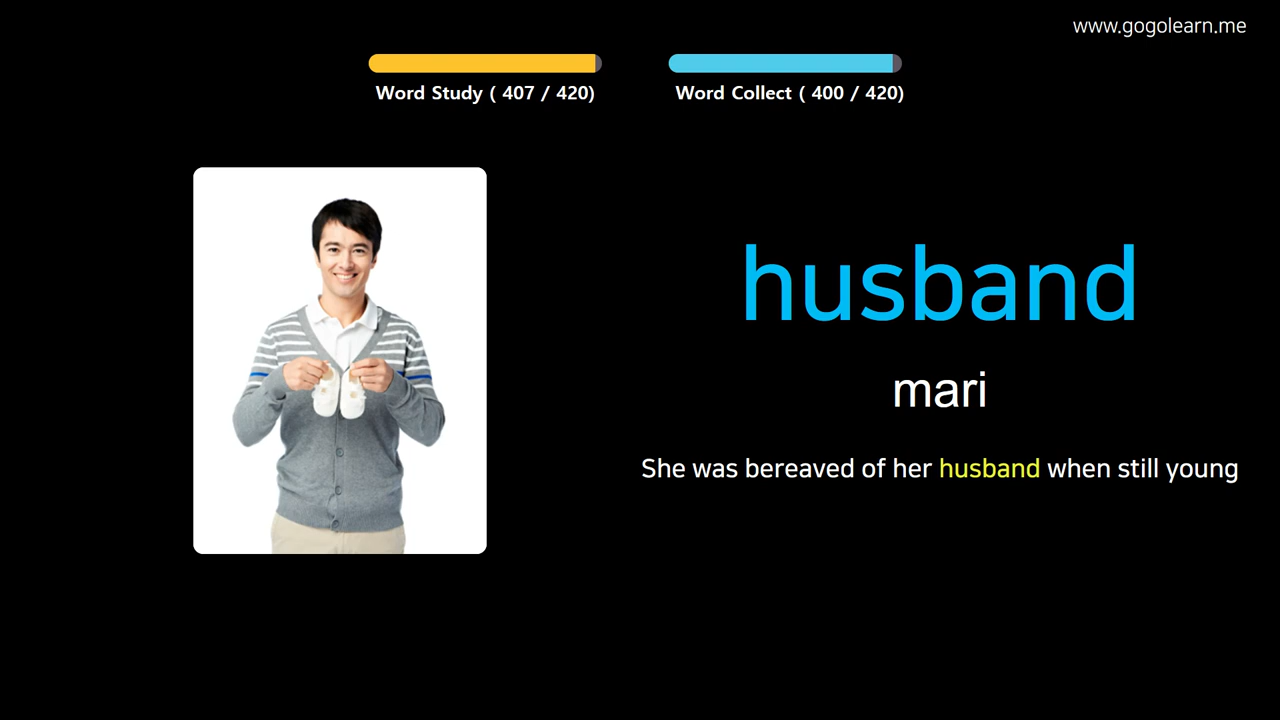 www.gogolearn.me
Word Study ( 407 / 420)
Word Collect ( 400 / 420)
husband
mari
She was bereaved of her husband when still young